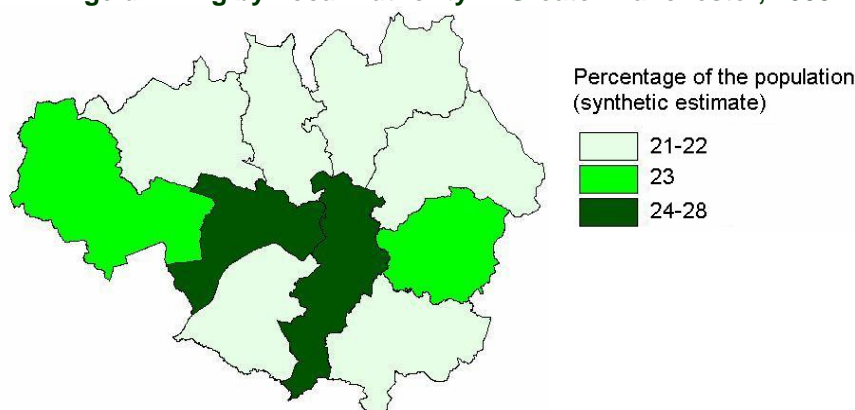 by Local Authority in Greater Manchester,
Percentage of the population
(synthetic estimate)
21-22
23
24-28